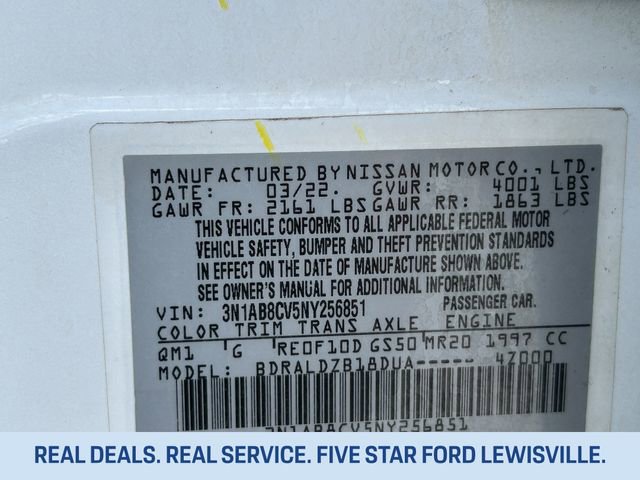 MANUFACTURED BY NISSAN MOTOR CO., LTD.
DATE: 03/22. GVWR: 4001 LBS
GAWR FR: 2161 LBS GAWR RR: 1863 LBS
THIS VEHICLE CONFORMS TO ALL APPLICABLE FEDERAL MOTOR
VEHICLE SAFETY, BUMPER AND THEFT PREVENTION STANDARDS
IN EFFECT ON THE DATE OF MANUFACTURE SHOWN ABOVE.
SEE OWNER'S MANUAL FOR ADDITIONAL INFORMATION.
VIN: 3N1AB8CV5NY256851 PASSENGER CAR.
COLOR TRIM TRANS AXLE ENGINE
QM1 G RE0F10D GS50 MR20 1997 CC
MODEL: BDRALDZB18DUA----- 4Z000
3N1AB8CV5NY256851
REAL DEALS. REAL SERVICE. FIVE STAR FORD LEWISVILLE.